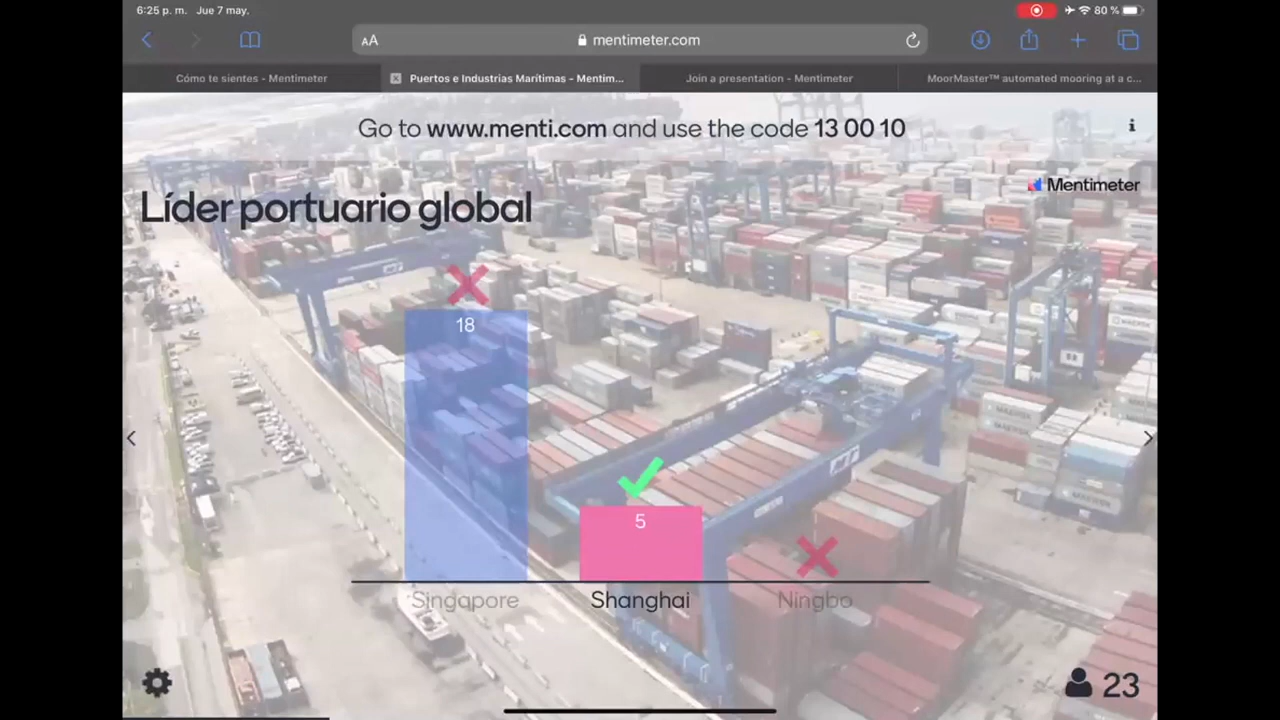 6:25 p. m. Jue 7 may.
80 %
AA
mentimeter.com
Cómo te sientes - Mentimeter
Puertos e Industrias Marítimas - Mentim...
Join a presentation - Mentimeter
MoorMaster™ automated mooring at a c...
Go to www.menti.com and use the code 13 00 10
Mentimeter
Líder portuario global
18
5
Singapore
Shanghai
Ningbo
23